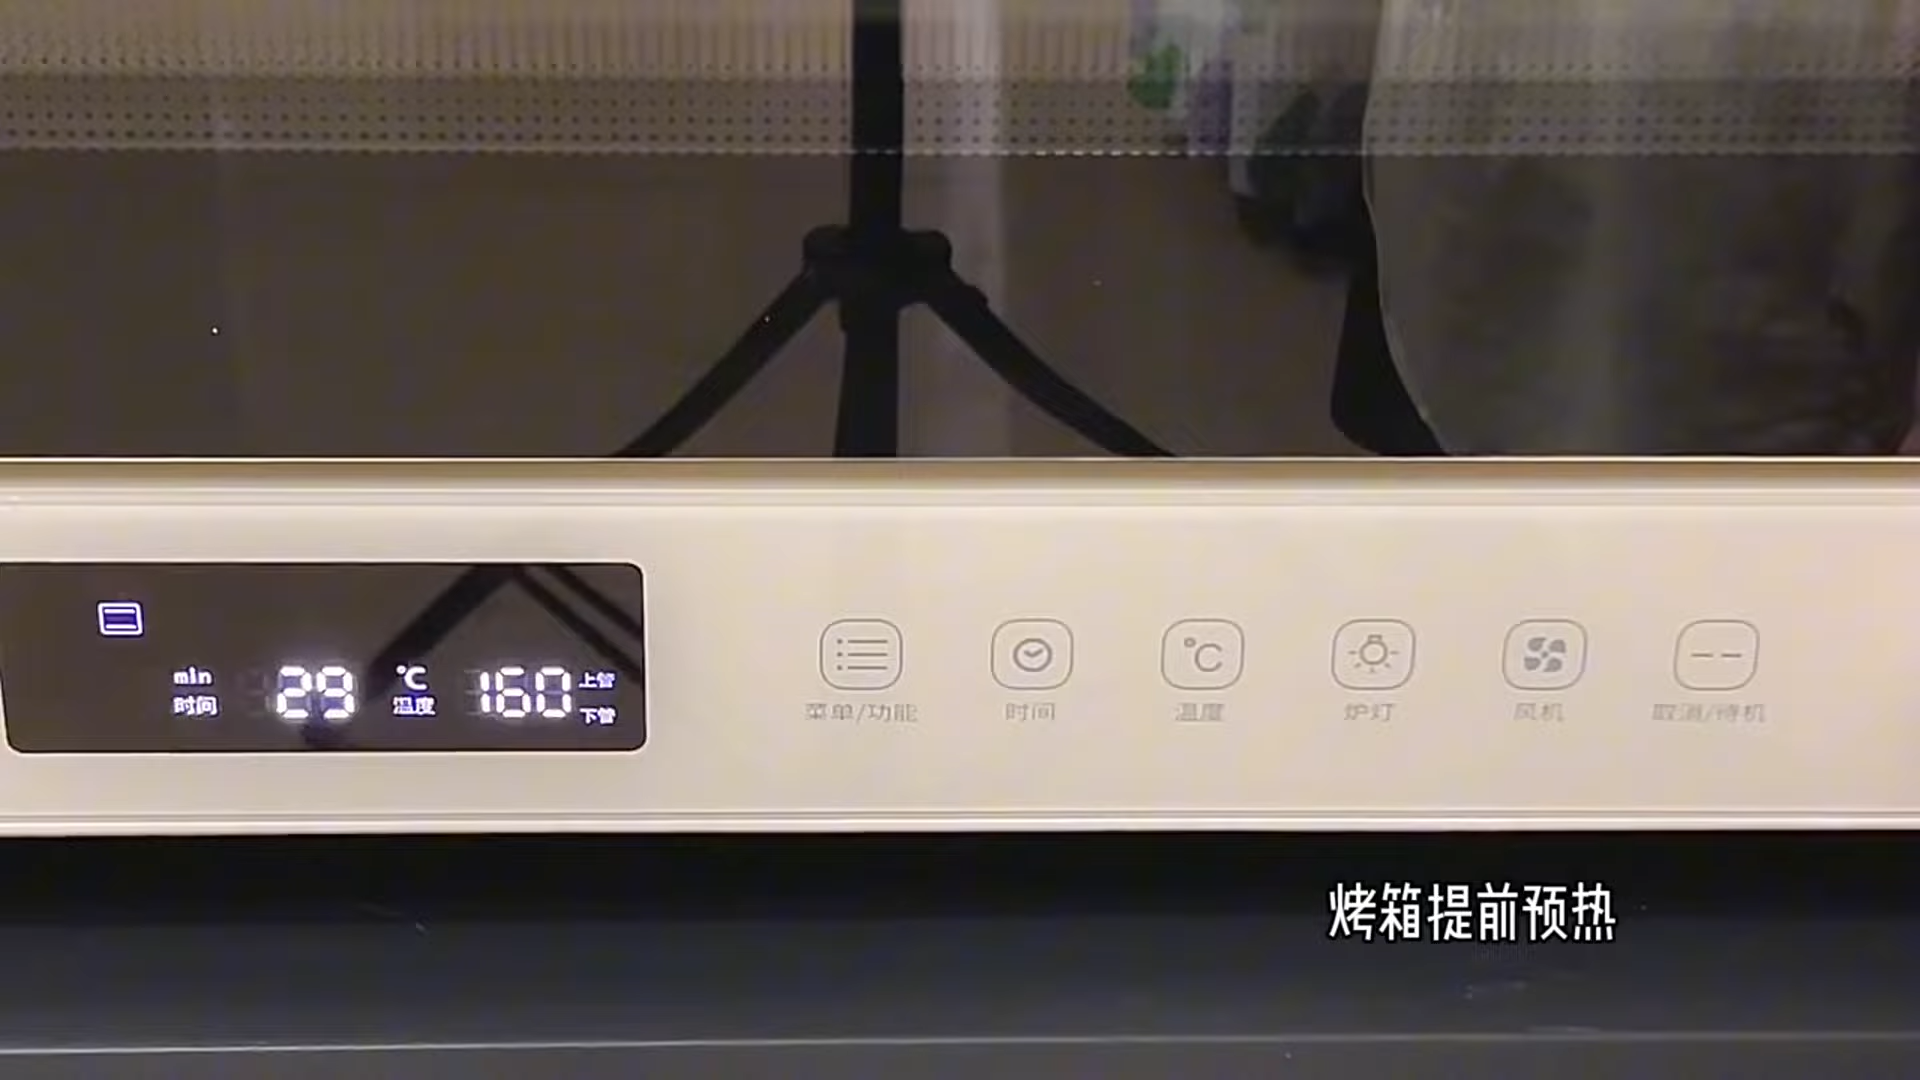 min
时间
29
℃
温度
160
上管
下管
菜单/功能
时间
℃
温度
炉灯
风机
取消/待机
烤箱提前预热